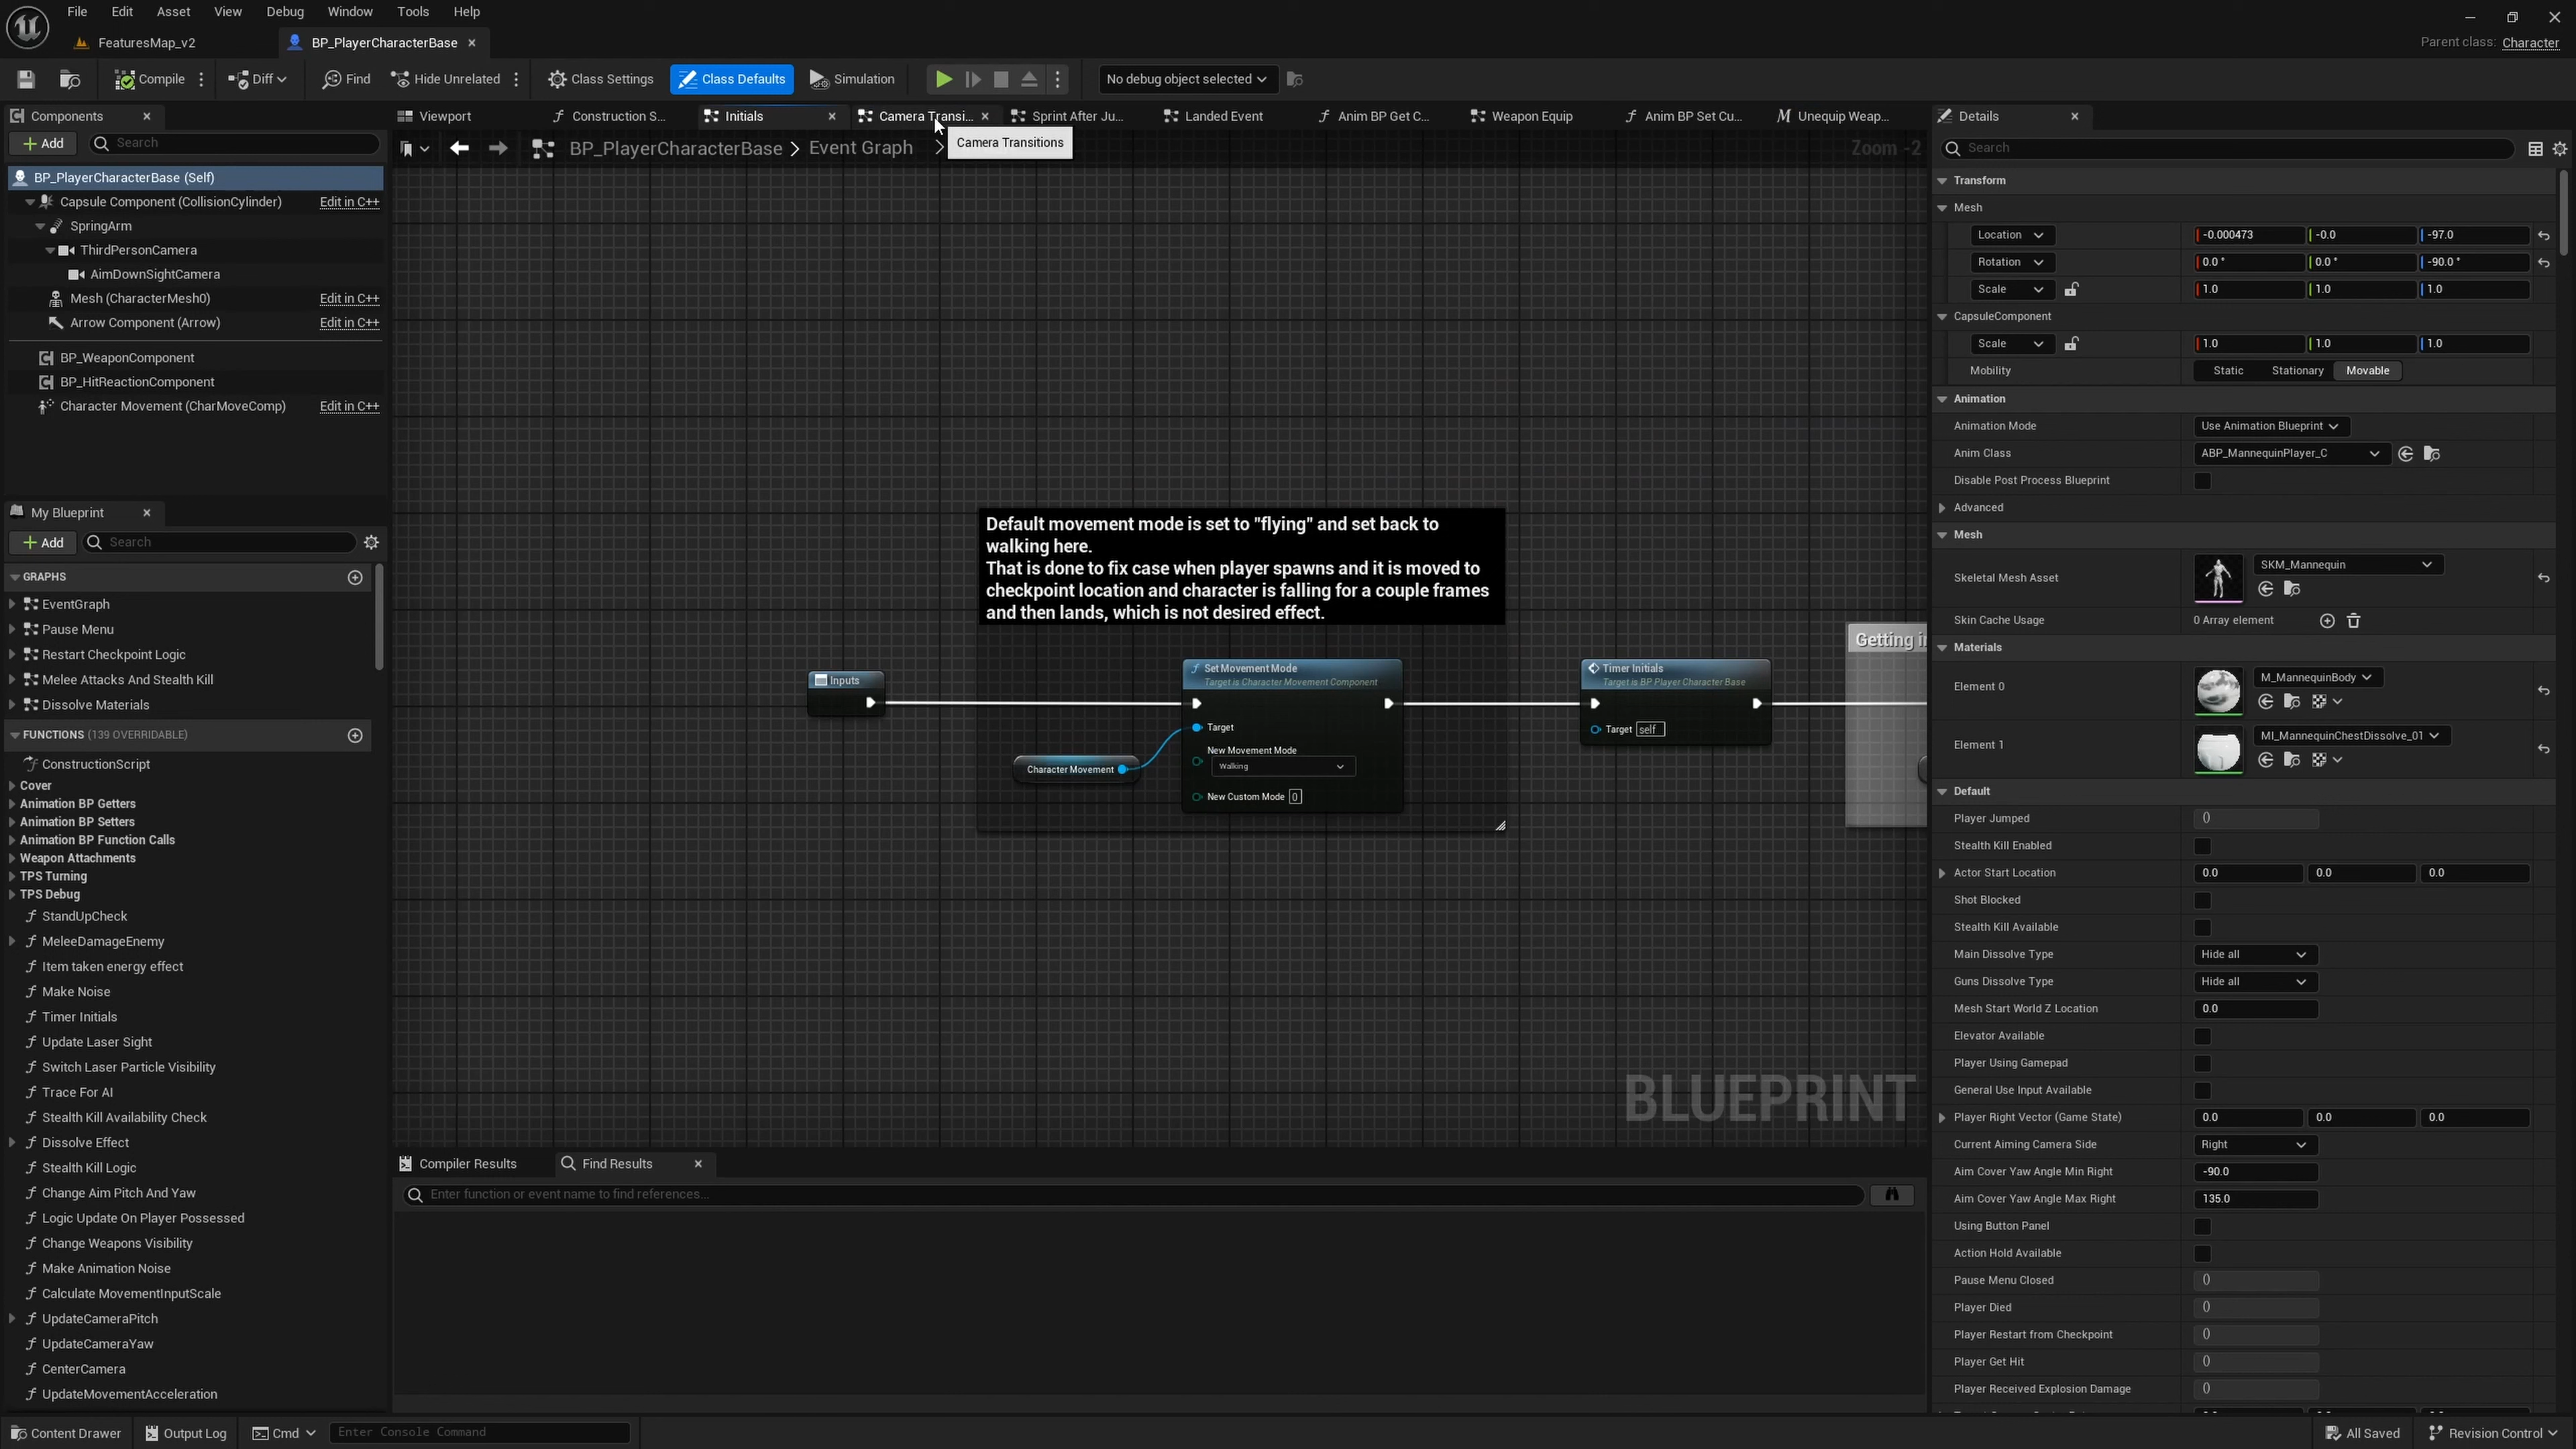 File Edit Asset View Debug Window Tools Help
FeaturesMap_v2
BP_PlayerCharacterBase
Parent class: Character
Compile
Diff
Find
Hide Unrelated
Class Settings
Class Defaults
Simulation
No debug object selected
Components
Add
Search
BP_PlayerCharacterBase (Self)
Capsule Component (CollisionCylinder) Edit in C++
SpringArm
ThirdPersonCamera
AimDownSightCamera
Mesh (CharacterMesh0) Edit in C++
Arrow Component (Arrow) Edit in C++
BP_WeaponComponent
BP_HitReactionComponent
Character Movement (CharMoveComp) Edit in C++
My Blueprint
Add
Search
GRAPHS
EventGraph
Pause Menu
Restart Checkpoint Logic
Melee Attacks And Stealth Kill
Dissolve Materials
FUNCTIONS (139 OVERRIDABLE)
ConstructionScript
Cover
Animation BP Getters
Animation BP Setters
Animation BP Function Calls
Weapon Attachments
TPS Turning
TPS Debug
StandUpCheck
MeleeDamageEnemy
Item taken energy effect
Make Noise
Timer Initials
Update Laser Sight
Switch Laser Particle Visibility
Trace For AI
Stealth Kill Availability Check
Dissolve Effect
Stealth Kill Logic
Change Aim Pitch And Yaw
Logic Update On Player Possessed
Change Weapons Visibility
Make Animation Noise
Calculate MovementInputScale
UpdateCameraPitch
UpdateCameraYaw
CenterCamera
UpdateMovementAcceleration
Viewport
Construction S...
Initials
Camera Transi...
Sprint After Ju...
Landed Event
Anim BP Get C...
Weapon Equip
Anim BP Set Cu...
Unequip Weap...
BP_PlayerCharacterBase > Event Graph >
Camera Transitions
Zoom -2
Default movement mode is set to "flying" and set back to
walking here.
That is done to fix case when player spawns and it is moved to
checkpoint location and character is falling for a couple frames
and then lands, which is not desired effect.
Inputs
Character Movement
Set Movement Mode
Target is Character Movement Component
Target
New Movement Mode
Walking
New Custom Mode 0
Timer Initials
Target is BP Player Character Base
Target self
Getting i
BLUEPRINT
Compiler Results
Find Results
Enter function or event name to find references...
Details
Search
Transform
Mesh
Location -0.000473 -0.0 -97.0
Rotation 0.0 ° 0.0 ° -90.0 °
Scale 1.0 1.0 1.0
CapsuleComponent
Scale 1.0 1.0 1.0
Mobility Static Stationary Movable
Animation
Animation Mode Use Animation Blueprint
Anim Class ABP_MannequinPlayer_C
Disable Post Process Blueprint
Advanced
Mesh
Skeletal Mesh Asset SKM_Mannequin
Skin Cache Usage 0 Array element
Materials
Element 0 M_MannequinBody
Element 1 MI_MannequinChestDissolve_01
Default
Player Jumped ()
Stealth Kill Enabled
Actor Start Location 0.0 0.0 0.0
Shot Blocked
Stealth Kill Available
Main Dissolve Type Hide all
Guns Dissolve Type Hide all
Mesh Start World Z Location 0.0
Elevator Available
Player Using Gamepad
General Use Input Available
Player Right Vector (Game State) 0.0 0.0 0.0
Current Aiming Camera Side Right
Aim Cover Yaw Angle Min Right -90.0
Aim Cover Yaw Angle Max Right 135.0
Using Button Panel
Action Hold Available
Pause Menu Closed ()
Player Died ()
Player Restart from Checkpoint ()
Player Get Hit ()
Player Received Explosion Damage ()
Content Drawer
Output Log
Cmd
Enter Console Command
All Saved
Revision Control